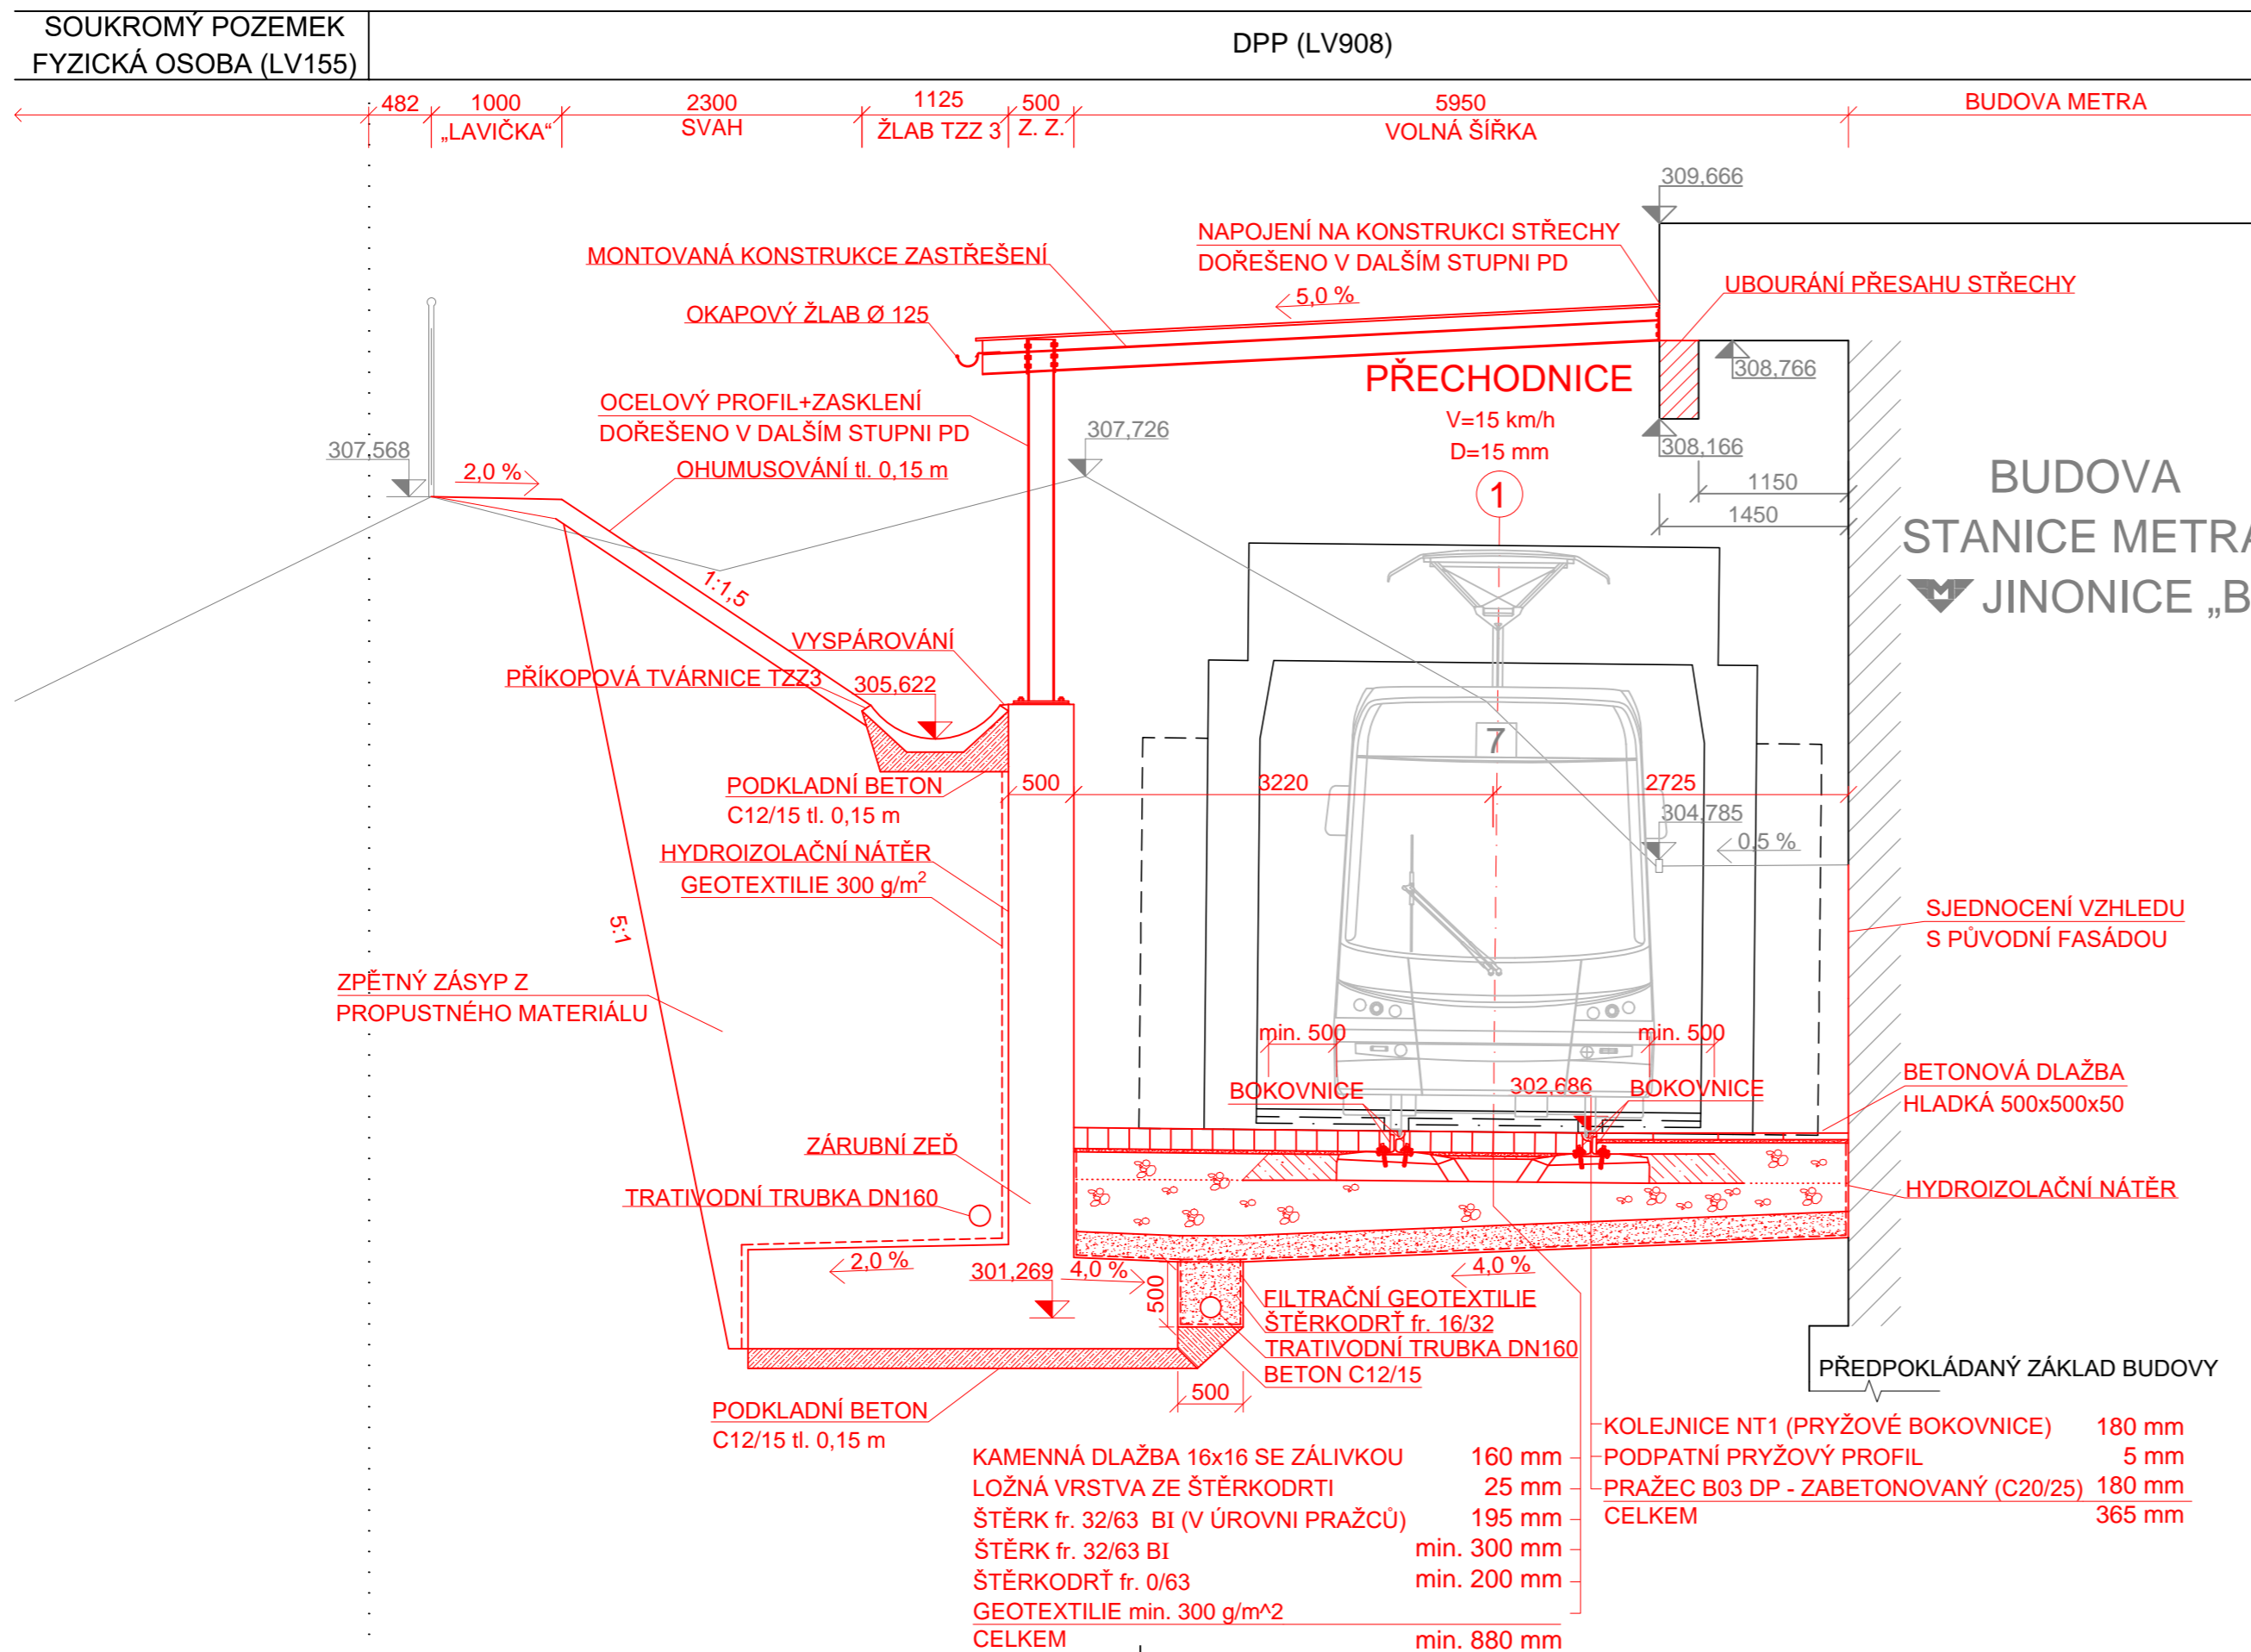 SOUKROMÝ POZEMEK
FYZICKÁ OSOBA (LV155)
DPP (LV908)
482
1000
„LAVIČKA“
2300
SVAH
1125
ŽLAB TZZ 3
500
Z. Z.
5950
VOLNÁ ŠÍŘKA
BUDOVA METRA
309,666
NAPOJENÍ NA KONSTRUKCI STŘECHY
DOŘEŠENO V DALŠÍM STUPNI PD
MONTOVANÁ KONSTRUKCE ZASTŘEŠENÍ
5,0 %
UBOURÁNÍ PŘESAHU STŘECHY
OKAPOVÝ ŽLAB Ø 125
308,766
PŘECHODNICE
V=15 km/h
D=15 mm
1
OCELOVÝ PROFIL+ZASKLENÍ
DOŘEŠENO V DALŠÍM STUPNI PD
307,726
308,166
307,568
2,0 %
OHUMUSOVÁNÍ tl. 0,15 m
1150
1450
BUDOVA
STANICE METRA
M JINONICE „B
1:1,5
VYSPÁROVÁNÍ
PŘÍKOPOVÁ TVÁRNICE TZZ3
305,622
7
PODKLADNÍ BETON
C12/15 tl. 0,15 m
500
3220
2725
304,785
0,5 %
HYDROIZOLAČNÍ NÁTĚR
GEOTEXTILIE 300 g/m²
5:1
SJEDNOCENÍ VZHLEDU
S PŮVODNÍ FASÁDOU
ZPĚTNÝ ZÁSYP Z
PROPUSTNÉHO MATERIÁLU
min. 500
min. 500
BOKOVNICE
302,686
BOKOVNICE
BETONOVÁ DLAŽBA
HLADKÁ 500x500x50
ZÁRUBNÍ ZEĎ
TRATIVODNÍ TRUBKA DN160
HYDROIZOLAČNÍ NÁTĚR
2,0 %
301,269
4,0 %
500
4,0 %
FILTRAČNÍ GEOTEXTILIE
ŠTĚRKODRŤ fr. 16/32
TRATIVODNÍ TRUBKA DN160
BETON C12/15
500
PŘEDPOKLÁDANÝ ZÁKLAD BUDOVY
PODKLADNÍ BETON
C12/15 tl. 0,15 m
KOLEJNICE NT1 (PRYŽOVÉ BOKOVNICE) 180 mm
PODPATNÍ PRYŽOVÝ PROFIL 5 mm
PRAŽEC B03 DP - ZABETONOVANÝ (C20/25) 180 mm
CELKEM 365 mm
KAMENNÁ DLAŽBA 16x16 SE ZÁLIVKOU 160 mm
LOŽNÁ VRSTVA ZE ŠTĚRKODRTI 25 mm
ŠTĚRK fr. 32/63 BI (V ÚROVNI PRAŽCŮ) 195 mm
ŠTĚRK fr. 32/63 BI min. 300 mm
ŠTĚRKODRŤ fr. 0/63 min. 200 mm
GEOTEXTILIE min. 300 g/m^2
CELKEM min. 880 mm